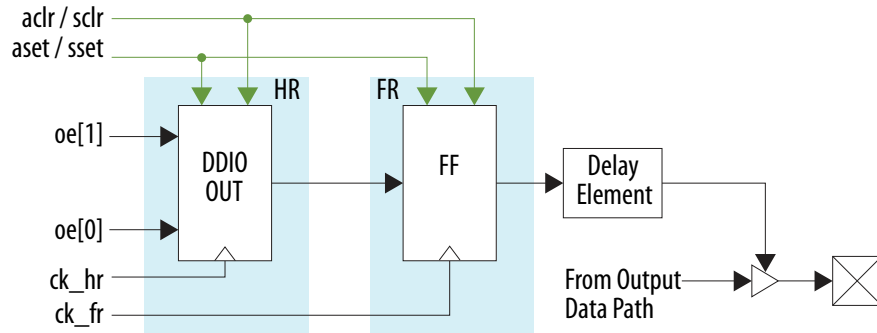 aclr / sclr
aset / sset
HR
FR
oe[1]
DDIO
OUT
FF
Delay
Element
oe[0]
ck_hr
From Output
Data Path
ck_fr